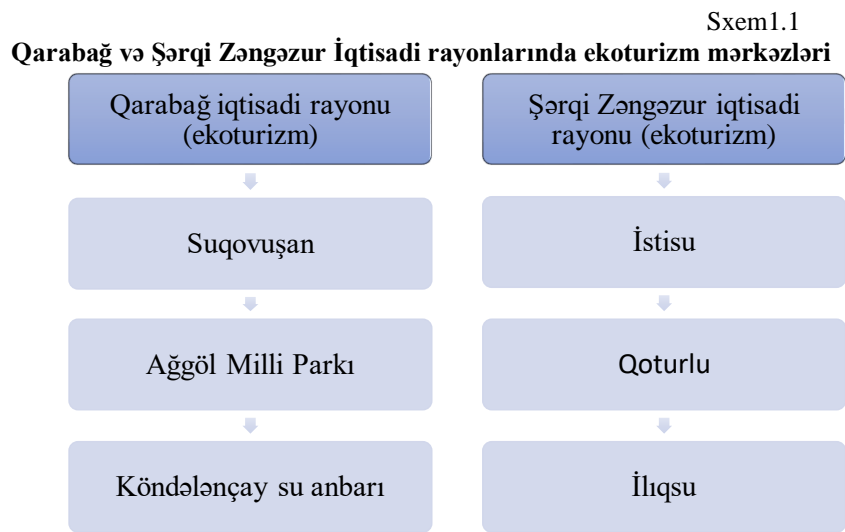 Sxem1.1
Qarabağ və Şərqi Zəngəzur İqtisadi rayonlarında ekoturizm mərkəzləri
Qarabağ iqtisadi rayonu
(ekoturizm)
Suqovuşan
Ağgöl Milli Parkı
Köndələnçay su anbarı
Şərqi Zəngəzur iqtisadi
rayonu (ekoturizm)
İstisu
Qoturlu
İlıqsu